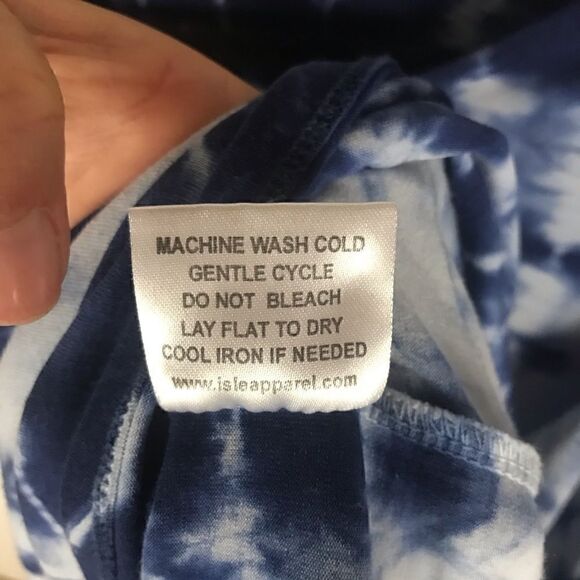 MACHINE WASH COLD
GENTLE CYCLE
DO NOT BLEACH
LAY FLAT TO DRY
COOL IRON IF NEEDED
www.isleapparel.com